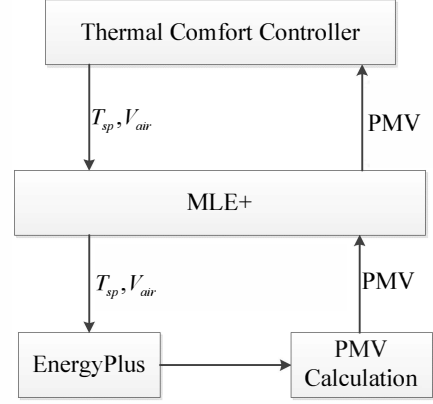 Thermal Comfort Controller
T_sp, V_air
PMV
MLE+
T_sp, V_air
PMV
EnergyPlus
PMV
Calculation